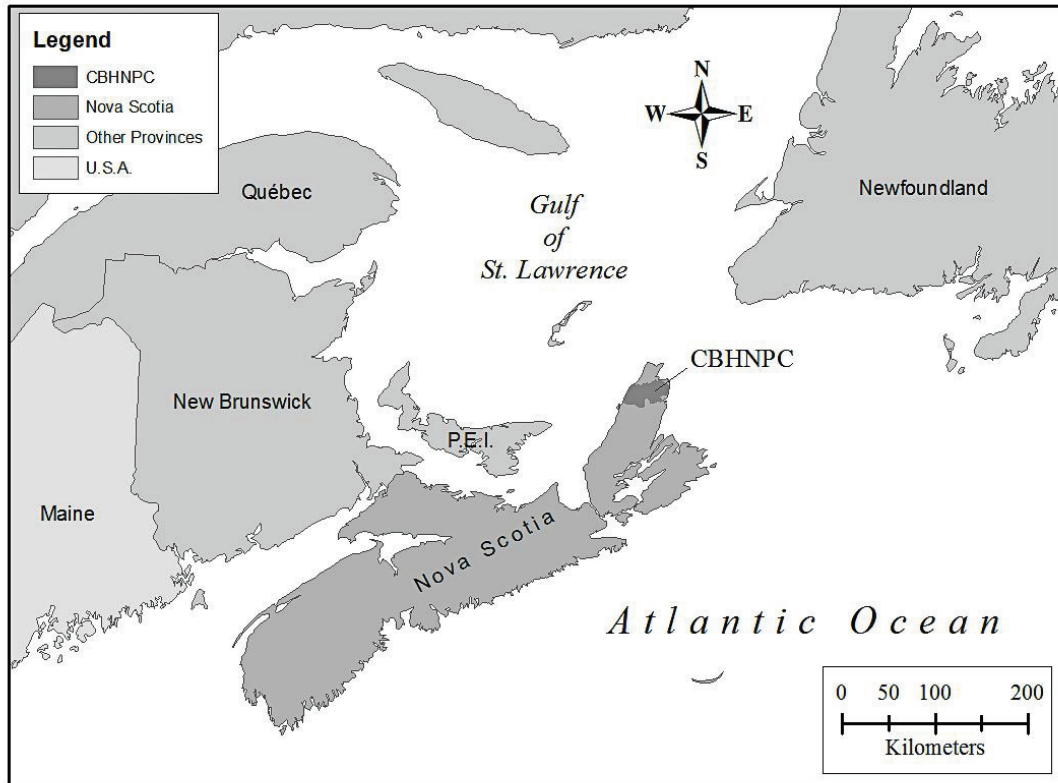 Legend
CBHNPC
Nova Scotia
Other Provinces
U.S.A.
N
W E
S
Québec
Newfoundland
Gulf
of
St. Lawrence
CBHNPC
New Brunswick
P.E.I.
Maine
Nova Scotia
Atlantic Ocean
0 50 100 200
Kilometers